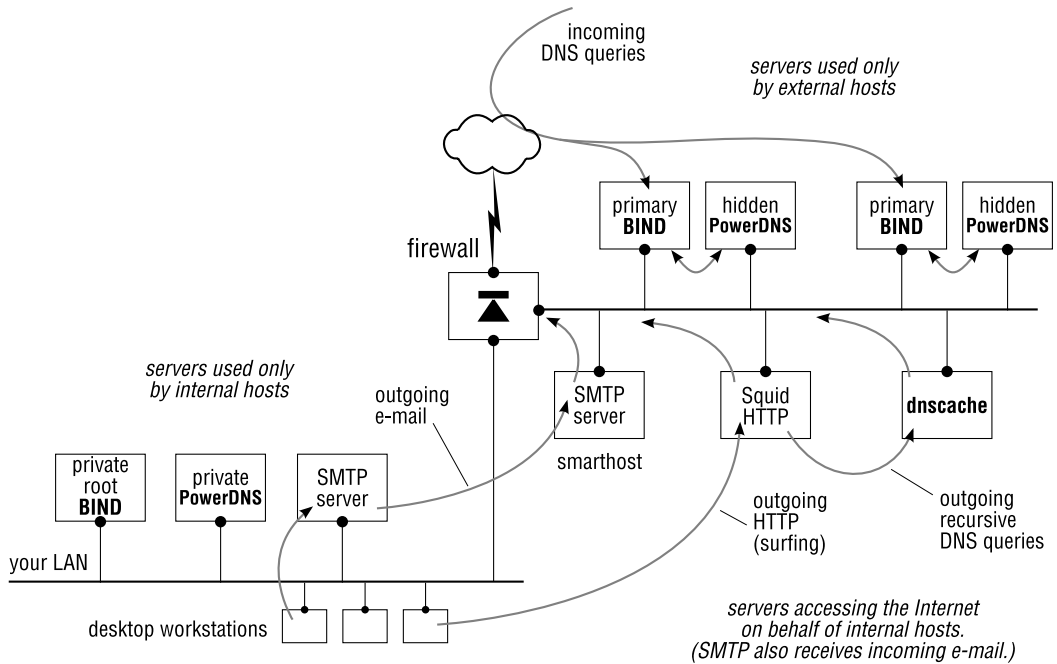 incoming
DNS queries
servers used only
by external hosts
primary
BIND
hidden
PowerDNS
primary
BIND
hidden
PowerDNS
firewall
servers used only
by internal hosts
outgoing
e-mail
SMTP
server
smarthost
Squid
HTTP
dnscache
private
root
BIND
private
PowerDNS
SMTP
server
outgoing
HTTP
(surfing)
outgoing
recursive
DNS queries
your LAN
desktop workstations
servers accessing the Internet
on behalf of internal hosts.
(SMTP also receives incoming e-mail.)